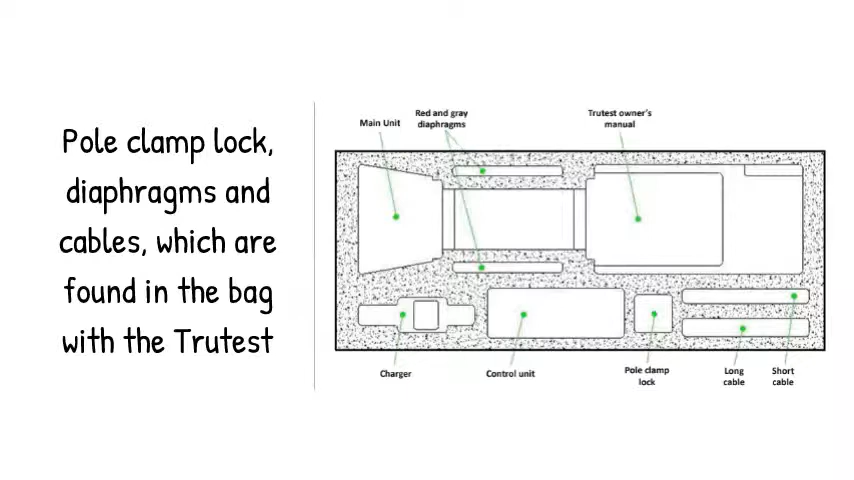 Pole clamp lock,
diaphragms and
cables, which are
found in the bag
with the Trutest
Main Unit
Red and gray
diaphragms
Trutest owner's
manual
Charger
Control unit
Pole clamp
lock
Long
cable
Short
cable